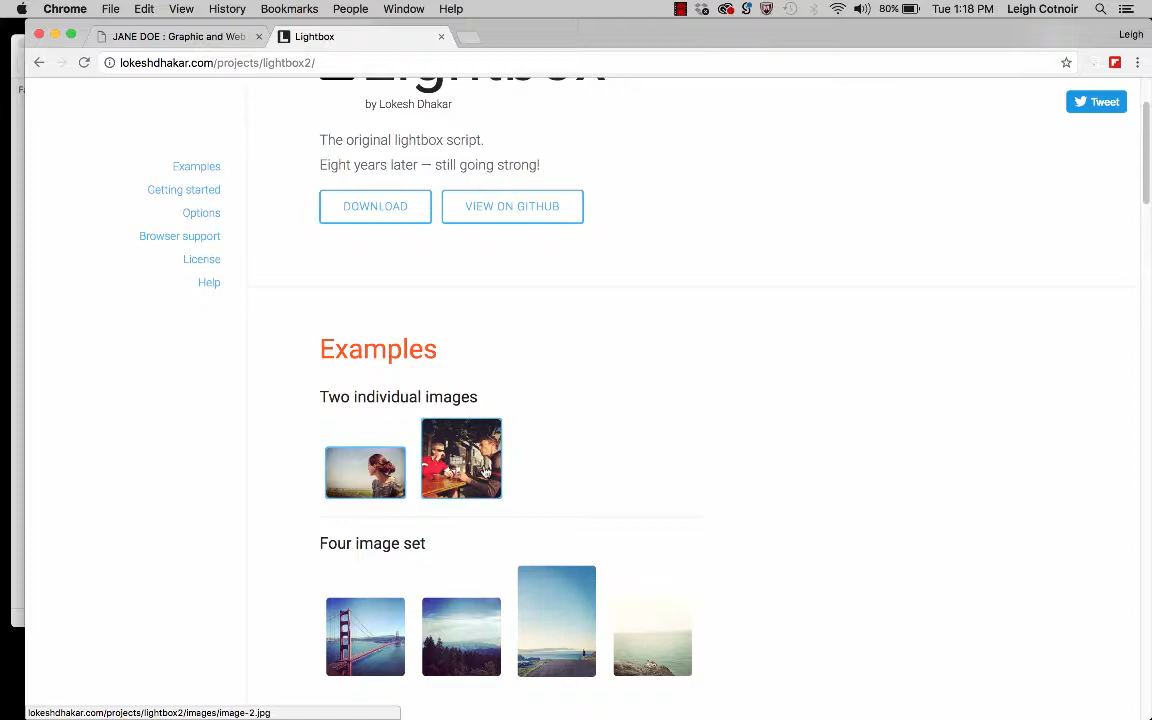 Chrome File Edit View History Bookmarks People Window Help 80% Tue 1:18 PM Leigh Cotnoir
JANE DOE : Graphic and Web Lightbox Leigh
lokeshdhakar.com/projects/lightbox2/
Lightbox
by Lokesh Dhakar
Tweet
The original lightbox script.
Eight years later — still going strong!
DOWNLOAD VIEW ON GITHUB
Examples
Getting started
Options
Browser support
License
Help
Examples
Two individual images
Four image set
lokeshdhakar.com/projects/lightbox2/images/image-2.jpg